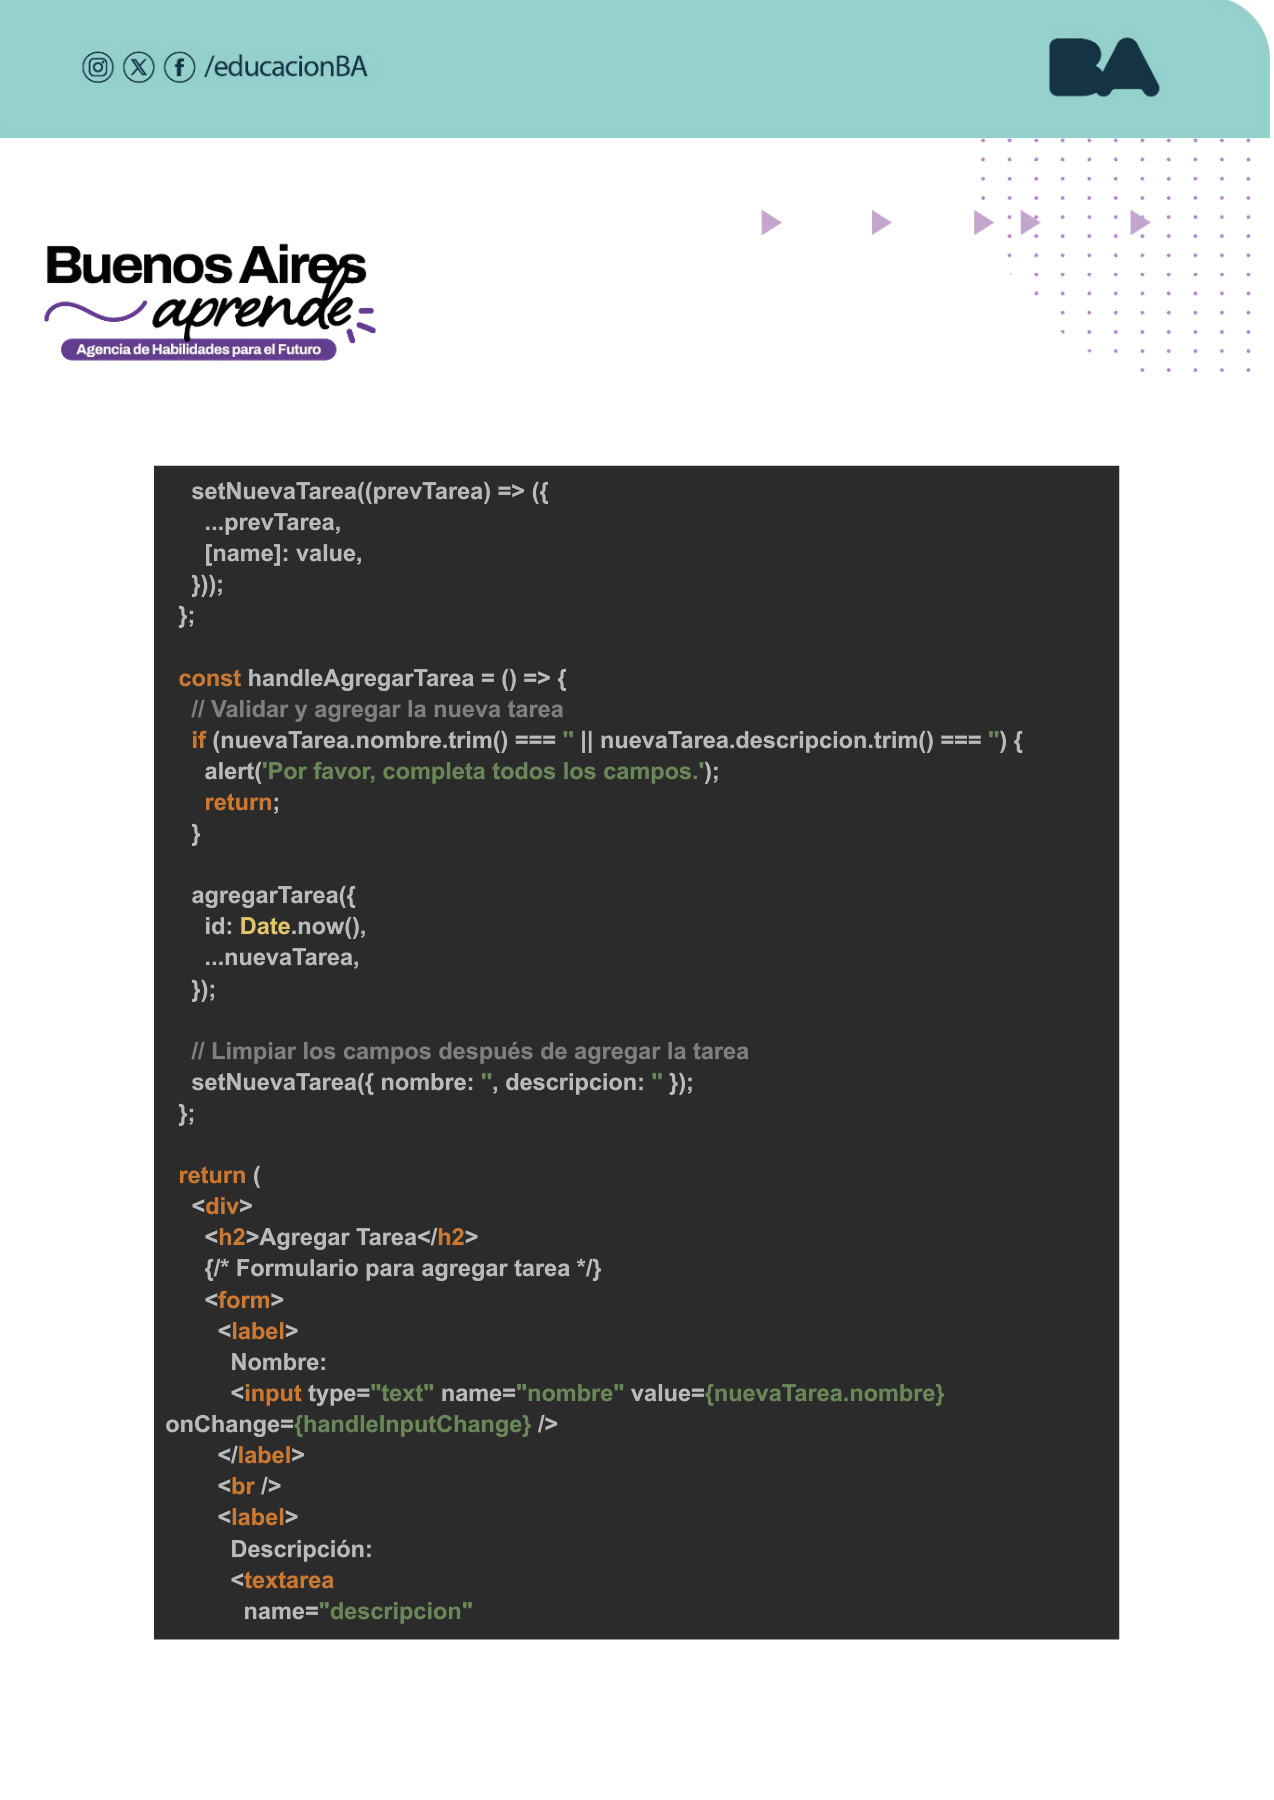 /educacionBA
BA
Buenos Aires
aprende
Agencia de Habilidades para el Futuro
setNuevaTarea((prevTarea) => ({
...prevTarea,
[name]: value,
}));
};
const handleAgregarTarea = () => {
// Validar y agregar la nueva tarea
if (nuevaTarea.nombre.trim() === '' || nuevaTarea.descripcion.trim() === '') {
alert('Por favor, completa todos los campos.');
return;
}
agregarTarea({
id: Date.now(),
...nuevaTarea,
});
// Limpiar los campos después de agregar la tarea
setNuevaTarea({ nombre: '', descripcion: '' });
};
return (
<div>
<h2>Agregar Tarea</h2>
{/* Formulario para agregar tarea */}
<form>
<label>
Nombre:
<input type="text" name="nombre" value={nuevaTarea.nombre}
onChange={handleInputChange} />
</label>
<br />
<label>
Descripción:
<textarea
name="descripcion"